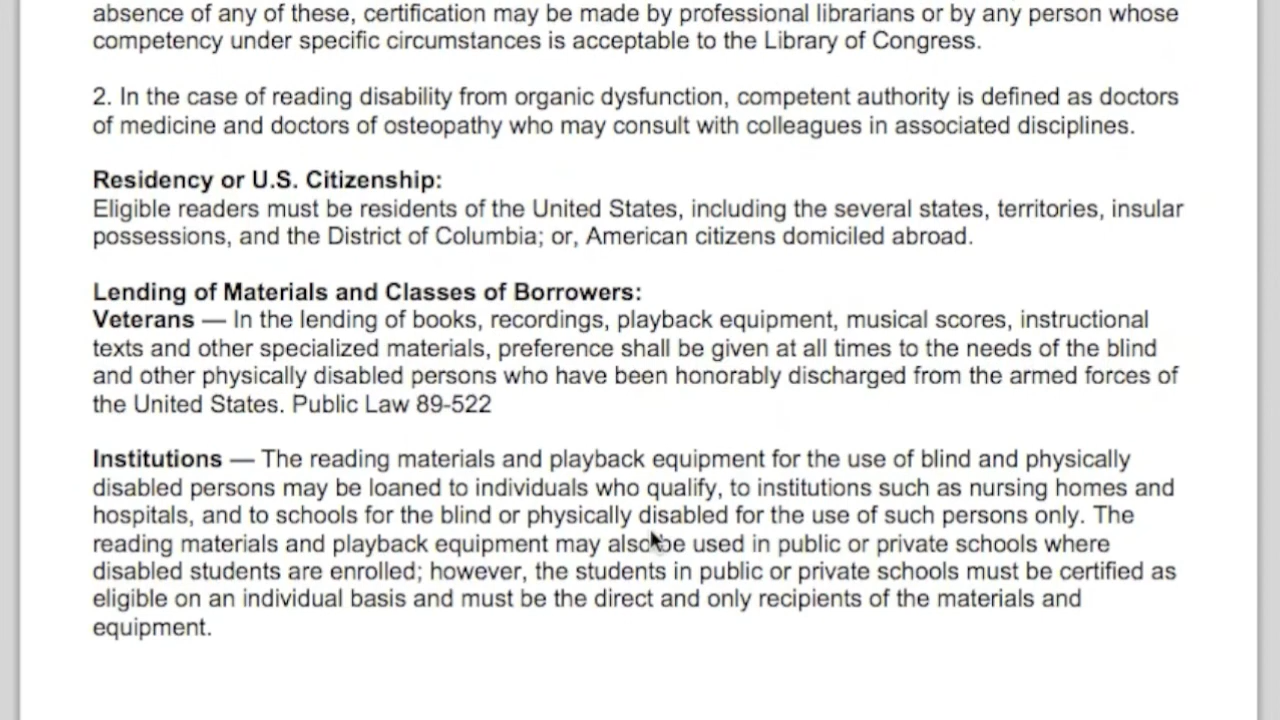 absence of any of these, certification may be made by professional librarians or by any person whose
competency under specific circumstances is acceptable to the Library of Congress.
2. In the case of reading disability from organic dysfunction, competent authority is defined as doctors
of medicine and doctors of osteopathy who may consult with colleagues in associated disciplines.
Residency or U.S. Citizenship:
Eligible readers must be residents of the United States, including the several states, territories, insular
possessions, and the District of Columbia; or, American citizens domiciled abroad.
Lending of Materials and Classes of Borrowers:
Veterans — In the lending of books, recordings, playback equipment, musical scores, instructional
texts and other specialized materials, preference shall be given at all times to the needs of the blind
and other physically disabled persons who have been honorably discharged from the armed forces of
the United States. Public Law 89-522
Institutions — The reading materials and playback equipment for the use of blind and physically
disabled persons may be loaned to individuals who qualify, to institutions such as nursing homes and
hospitals, and to schools for the blind or physically disabled for the use of such persons only. The
reading materials and playback equipment may also be used in public or private schools where
disabled students are enrolled; however, the students in public or private schools must be certified as
eligible on an individual basis and must be the direct and only recipients of the materials and
equipment.